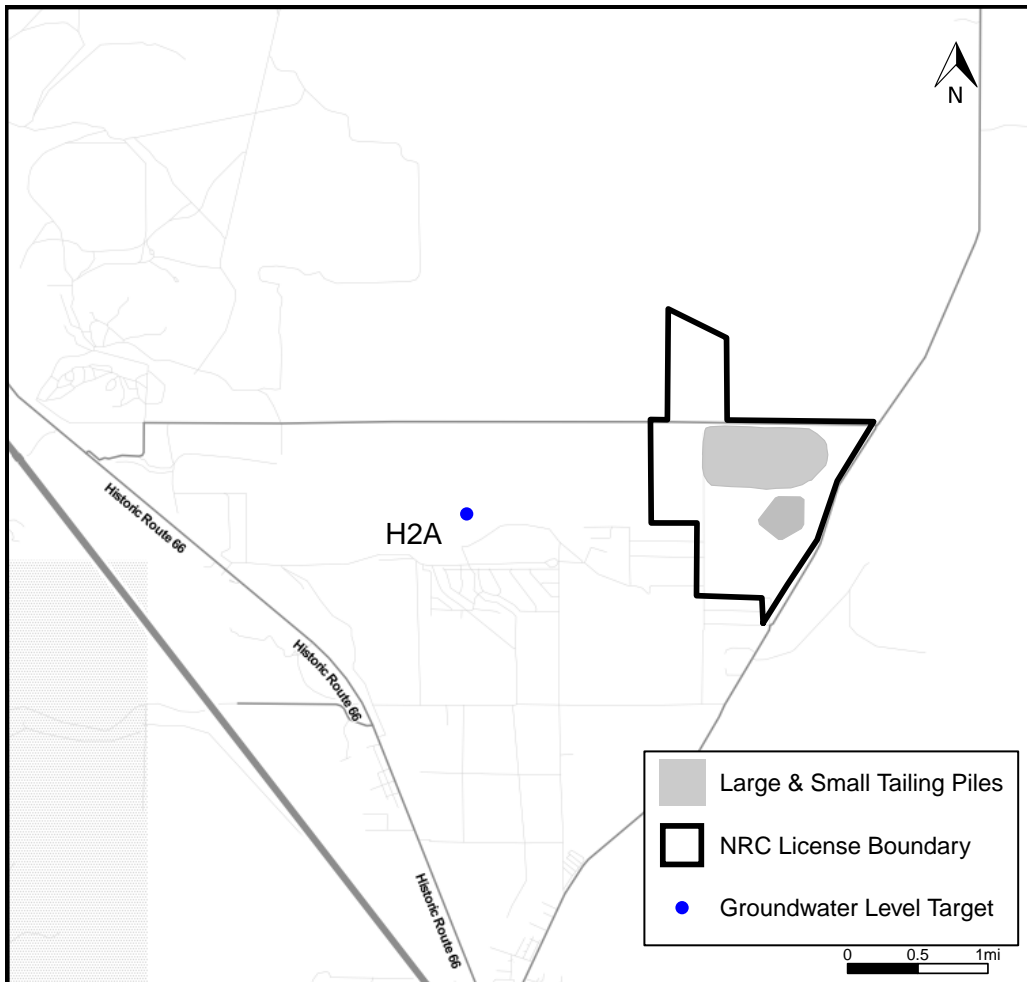 N
Historic Route 66
H2A
Historic Route 66
Large & Small Tailing Piles
NRC License Boundary
Historic Route 66
Groundwater Level Target
0 0.5 1mi